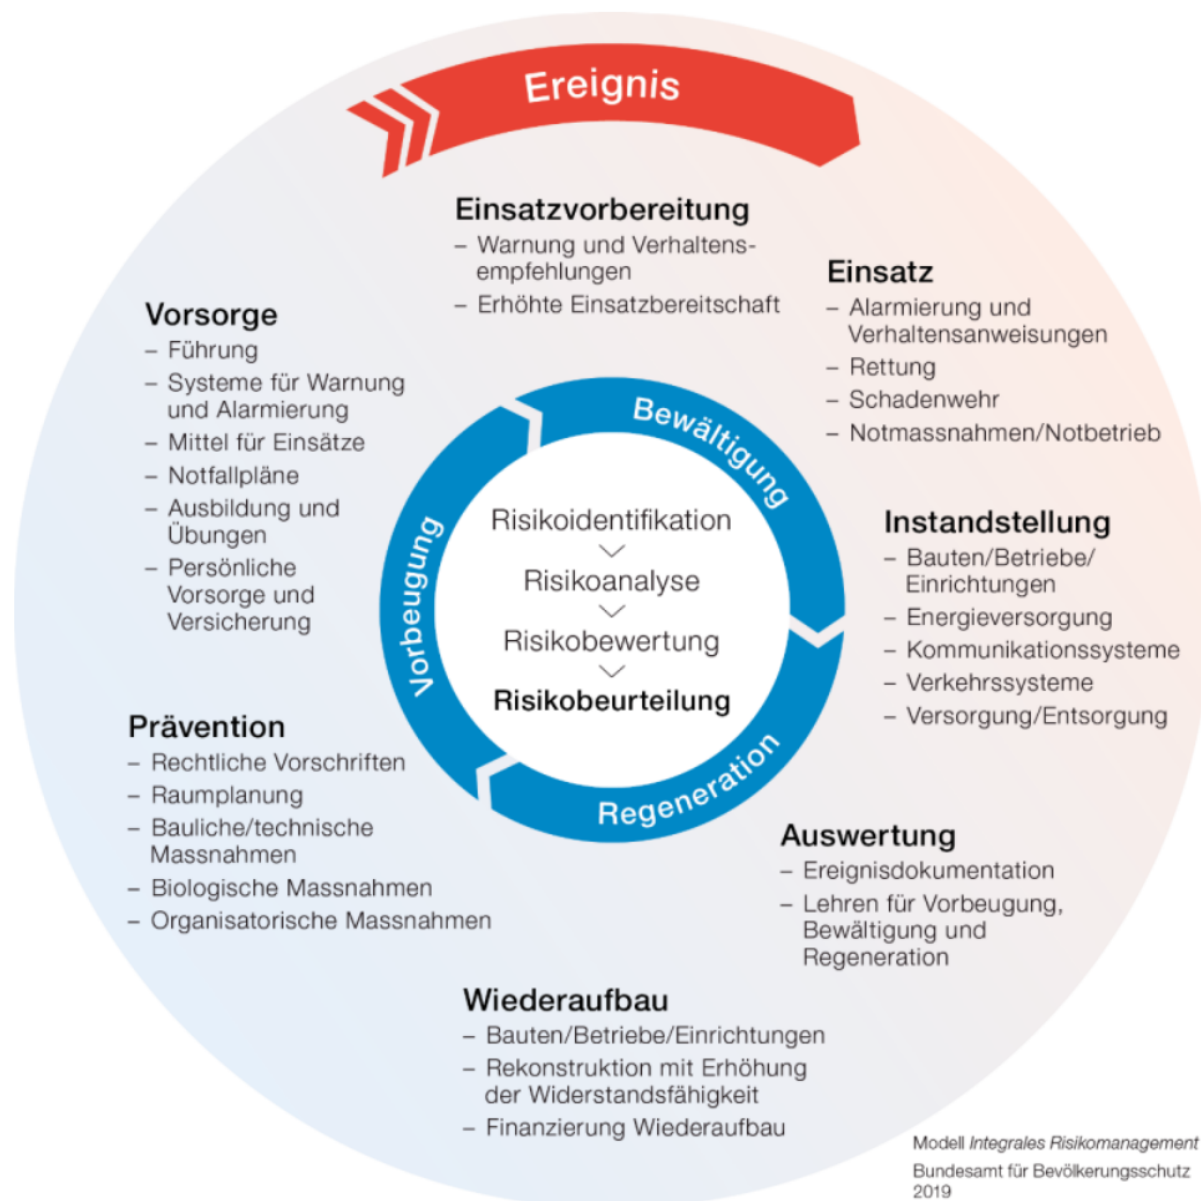 Ereignis
Einsatzvorbereitung
– Warnung und Verhaltens-
empfehlungen
– Erhöhte Einsatzbereitschaft
Einsatz
– Alarmierung und
Verhaltensanweisungen
– Rettung
– Schadenwehr
– Notmassnahmen/Notbetrieb
Instandstellung
– Bauten/Betriebe/
Einrichtungen
– Energieversorgung
– Kommunikationssysteme
– Verkehrssysteme
– Versorgung/Entsorgung
Auswertung
– Ereignisdokumentation
– Lehren für Vorbeugung,
Bewältigung und
Regeneration
Wiederaufbau
– Bauten/Betriebe/Einrichtungen
– Rekonstruktion mit Erhöhung
der Widerstandsfähigkeit
– Finanzierung Wiederaufbau
Prävention
– Rechtliche Vorschriften
– Raumplanung
– Bauliche/technische
Massnahmen
– Biologische Massnahmen
– Organisatorische Massnahmen
Vorsorge
– Führung
– Systeme für Warnung
und Alarmierung
– Mittel für Einsätze
– Notfallpläne
– Ausbildung und
Übungen
– Persönliche
Vorsorge und
Versicherung
Bewältigung
Regeneration
Vorbeugung
Risikoidentifikation
Risikoanalyse
Risikobewertung
Risikobeurteilung
Modell Integrales Risikomanagement
Bundesamt für Bevölkerungsschutz
2019